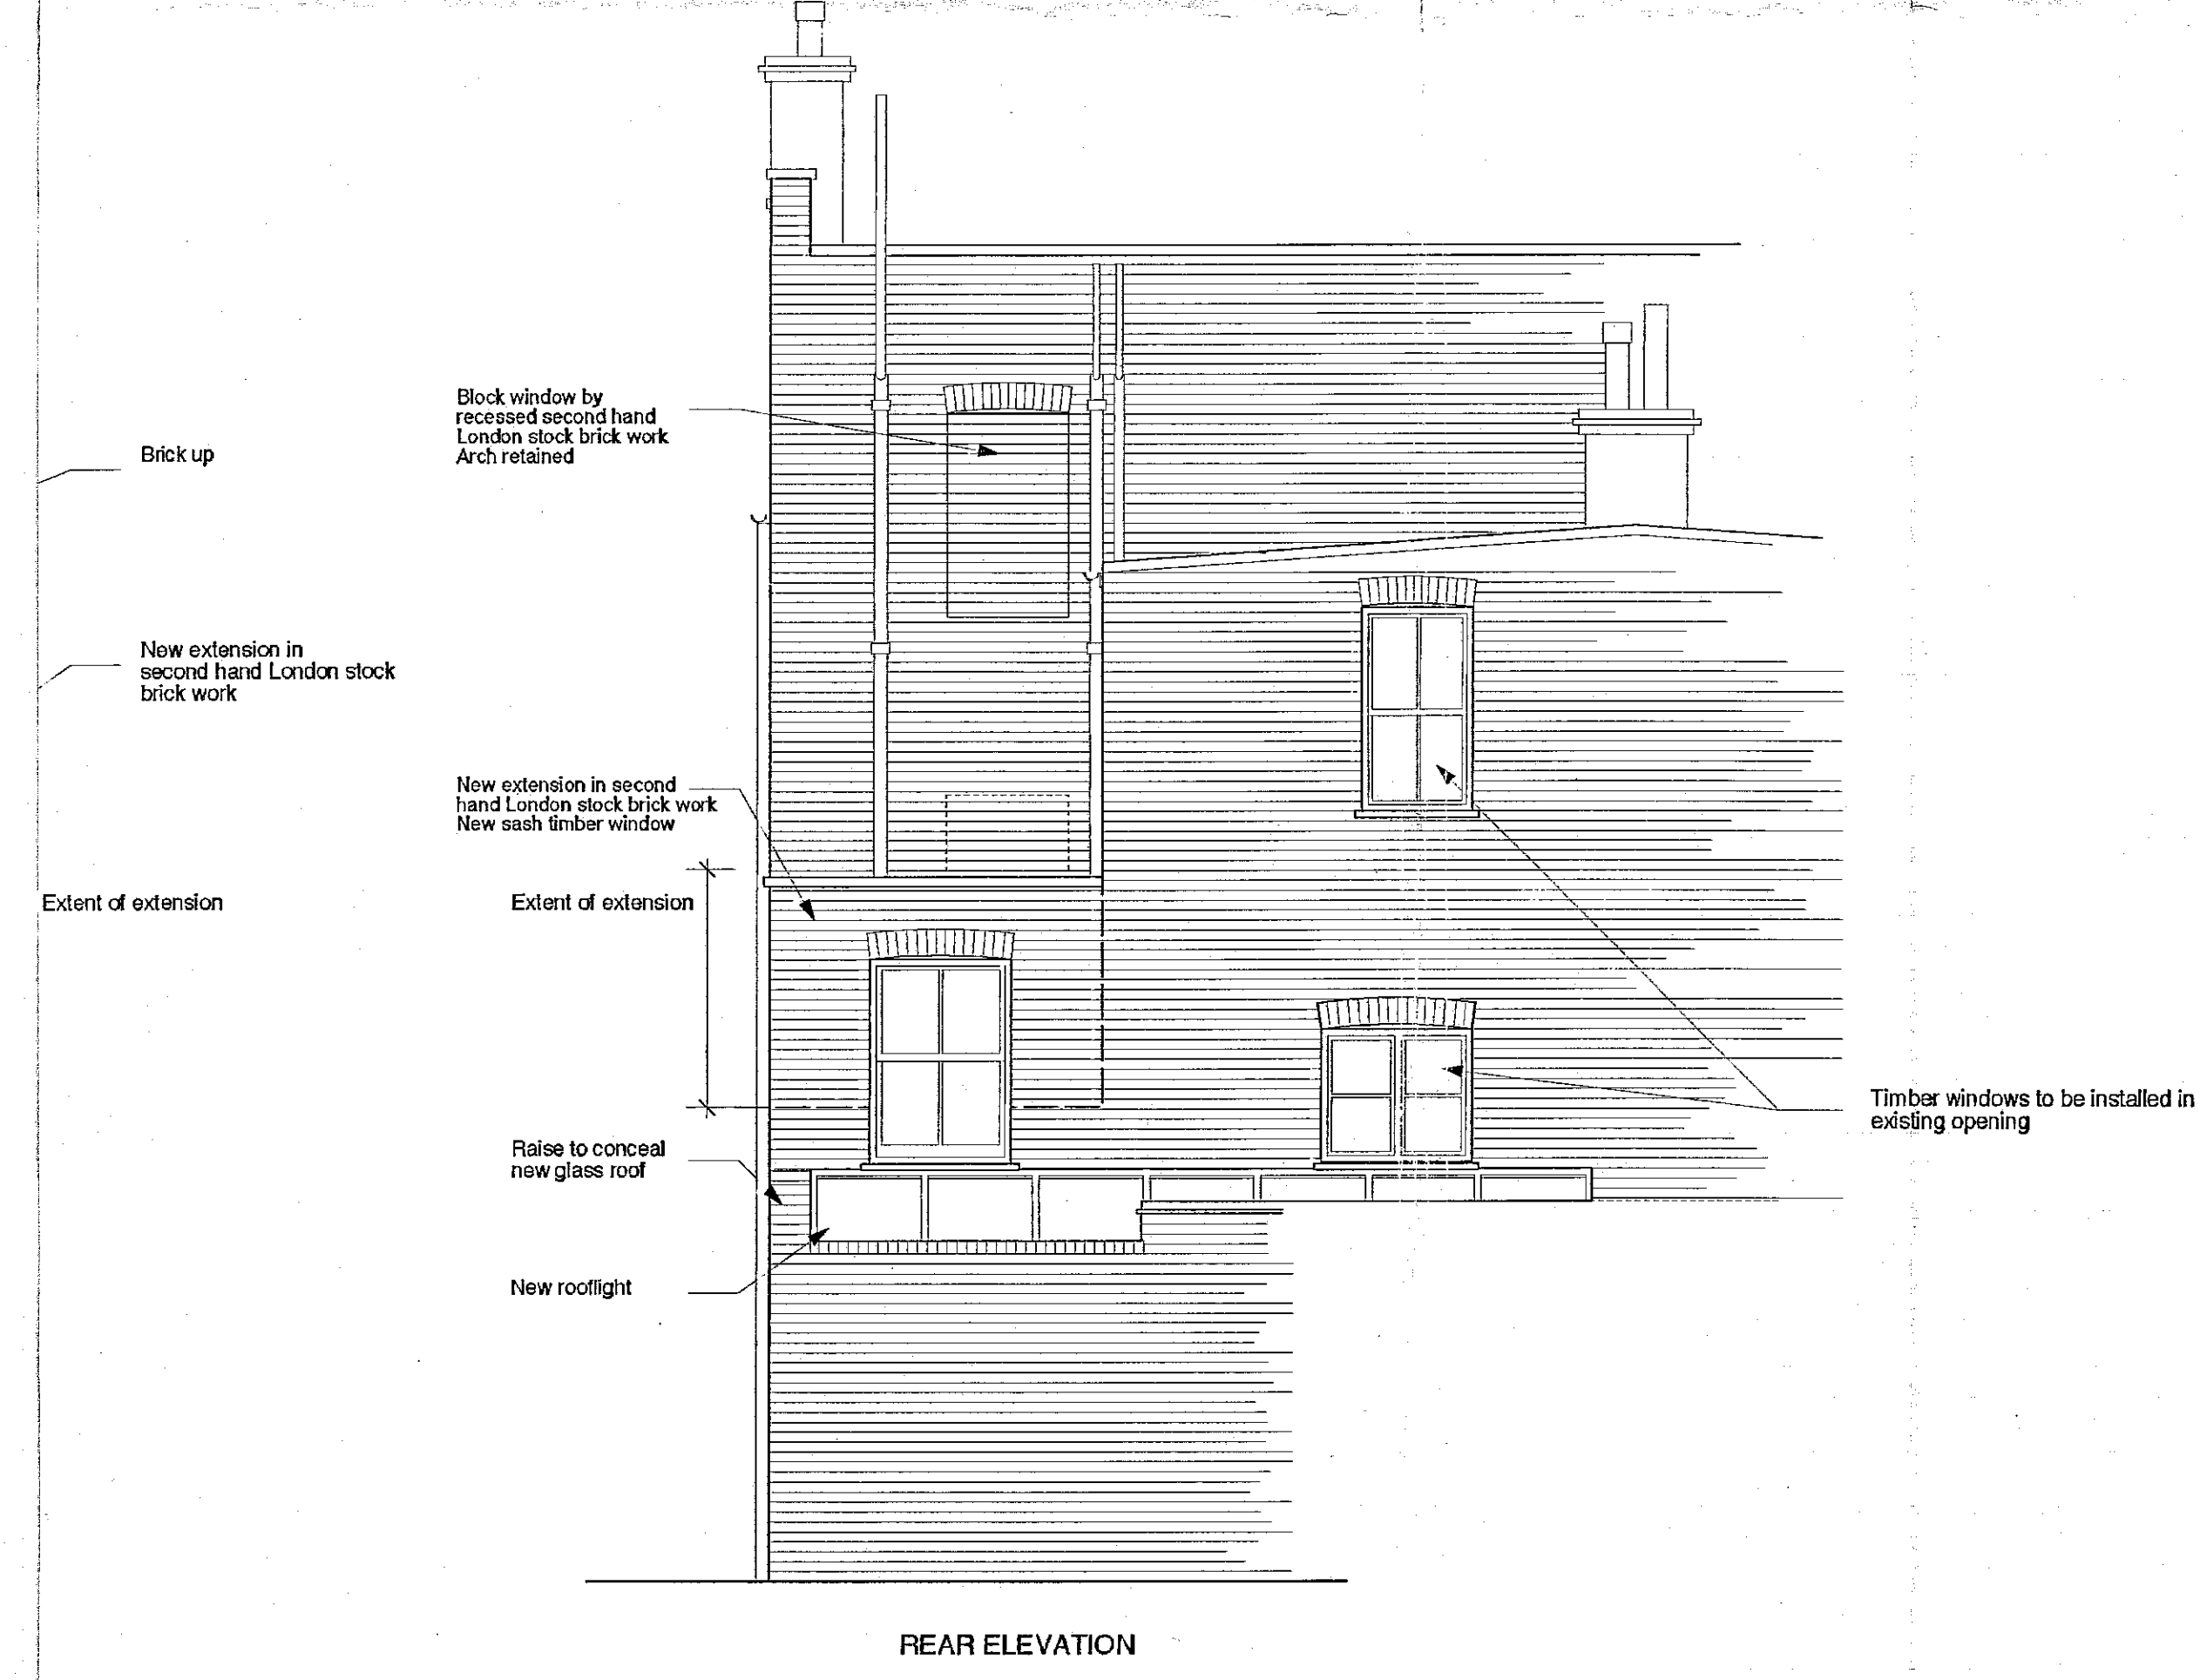 Brick up
New extension in
second hand London stock
brick work
Extent of extension
Block window by
recessed second hand
London stock brick work
Arch retained
New extension in second
hand London stock brick work
New sash timber window
Extent of extension
Raise to conceal
new glass roof
New rooflight
Timber windows to be installed in
existing opening
REAR ELEVATION